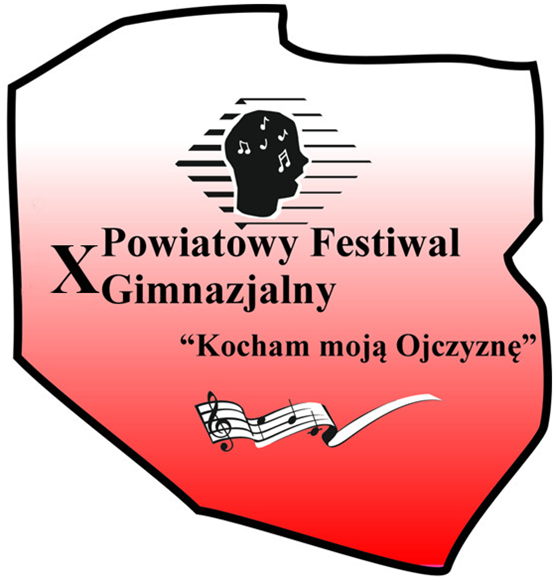 X Powiatowy Festiwal
Gimnazjalny
“Kocham moją Ojczyznę”